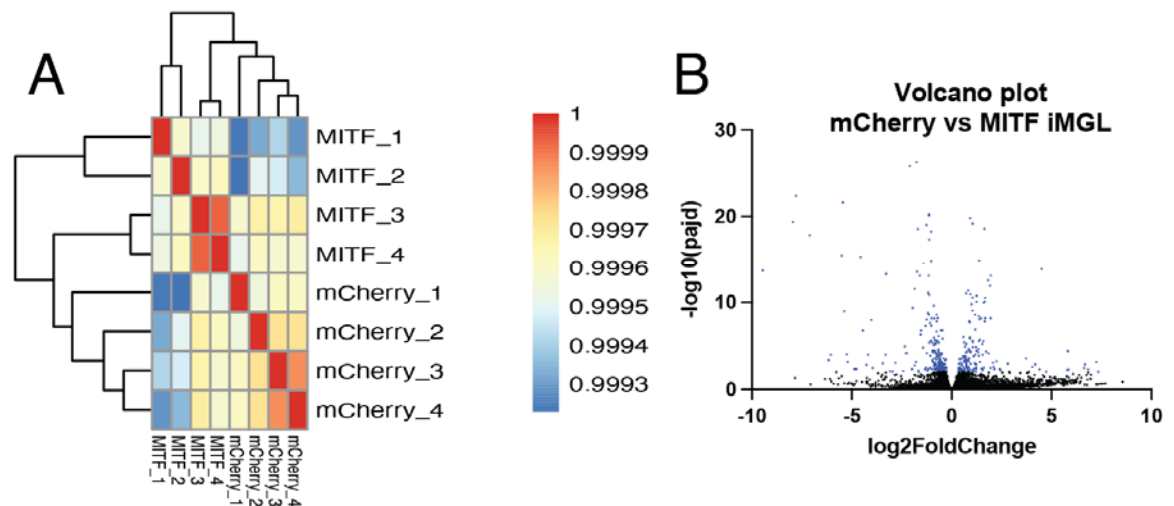 A
MITF_1
MITF_2
MITF_3
MITF_4
mCherry_1
mCherry_2
mCherry_3
mCherry_4
MITF_1
MITF_2
MITF_3
MITF_4
mCherry_1
mCherry_2
mCherry_3
mCherry_4
1
0.9999
0.9998
0.9997
0.9996
0.9995
0.9994
0.9993
B
Volcano plot
mCherry vs MITF iMGL
-log10(pajd)
30
20
10
0
-10
-5
0
5
10
log2FoldChange